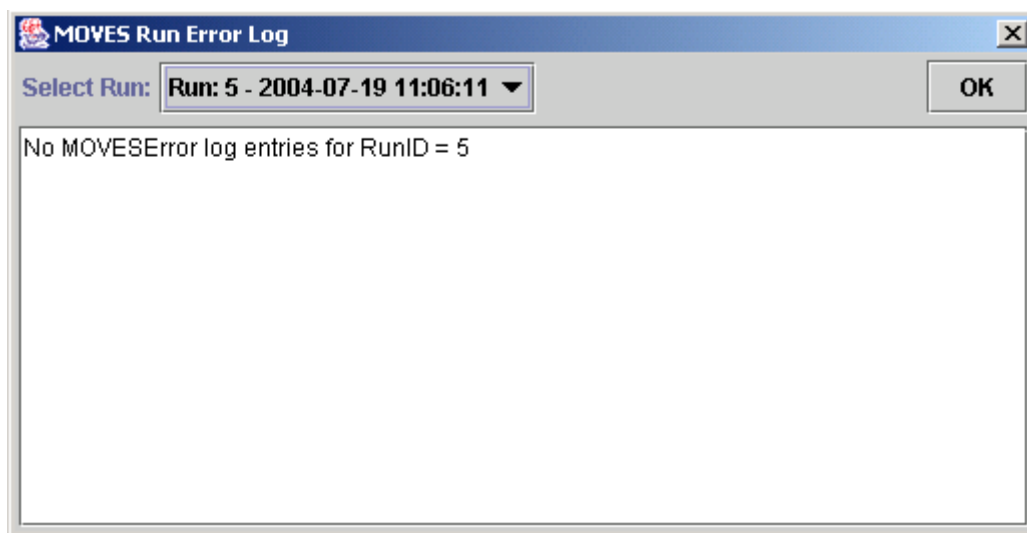 MOVES Run Error Log
Select Run: Run: 5 - 2004-07-19 11:06:11 OK
No MOVESError log entries for RunID = 5